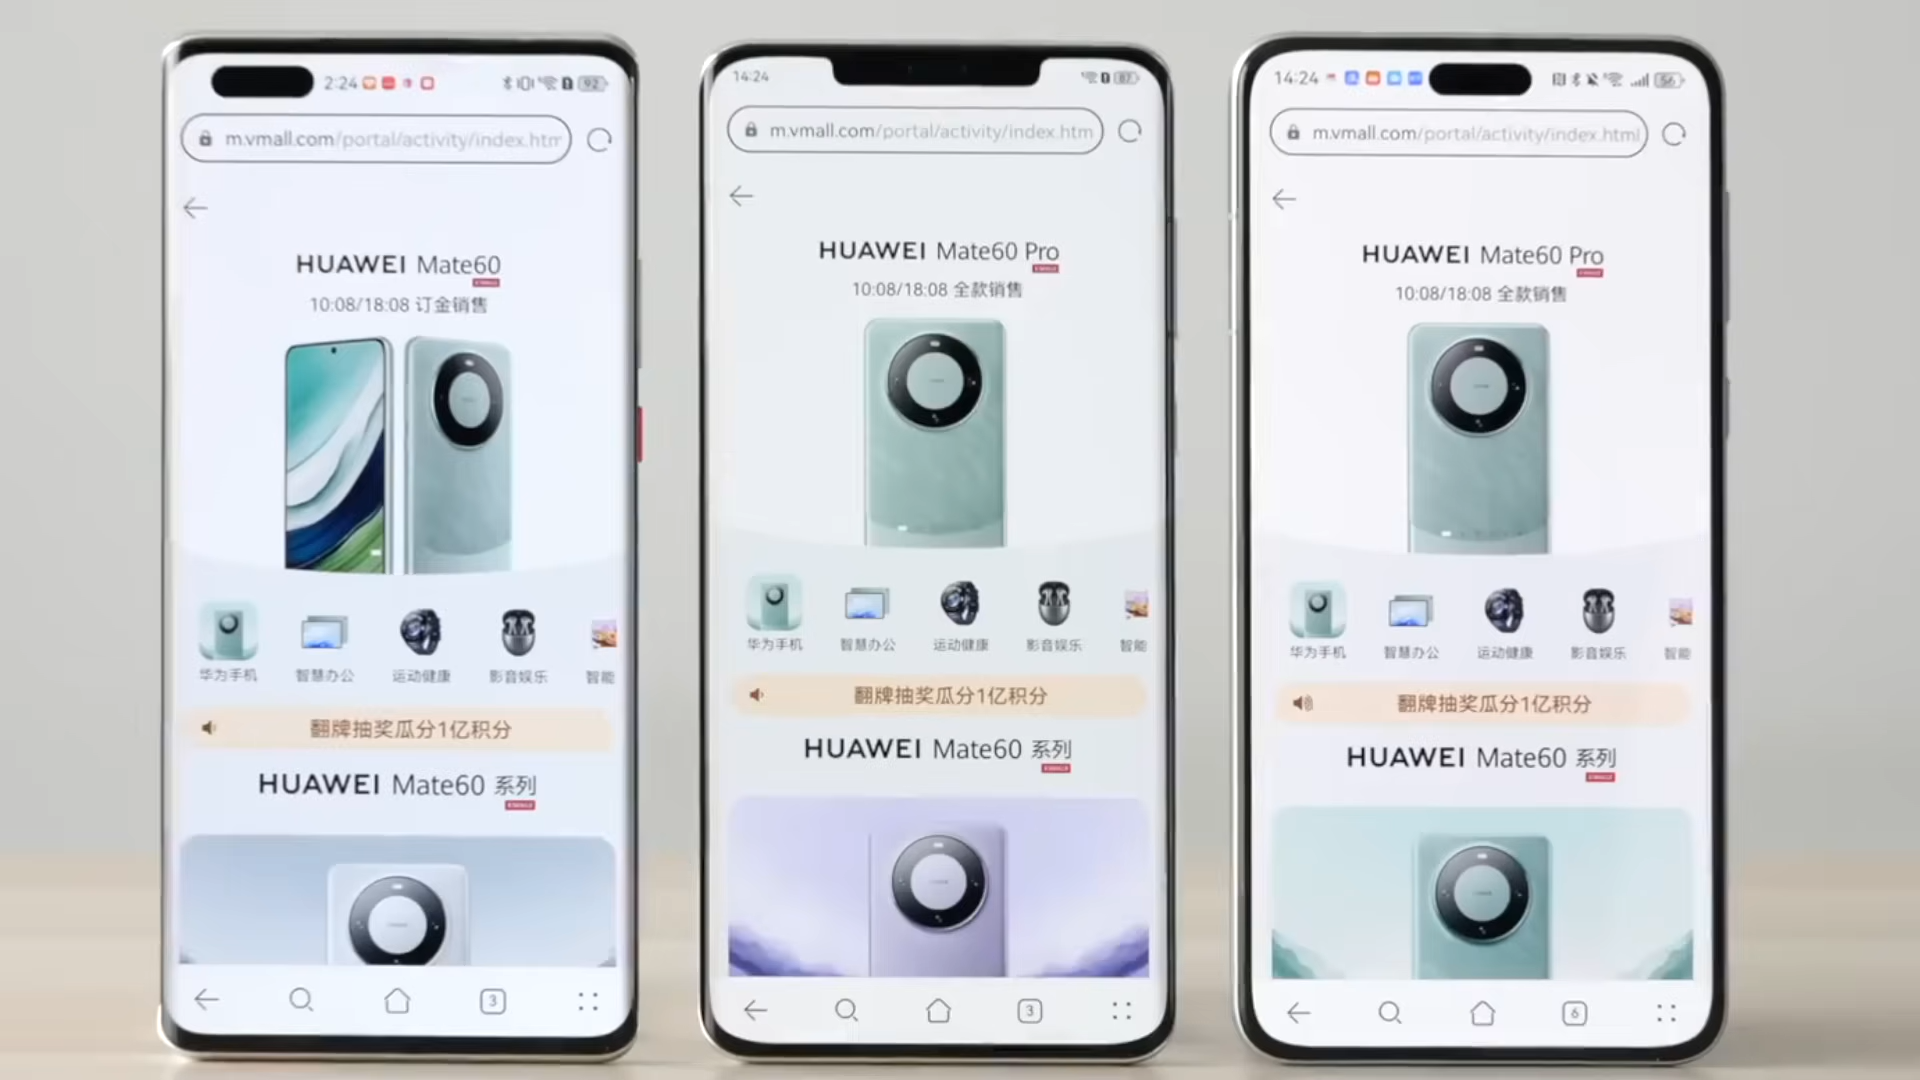 2:24
92
m.vmall.com/portal/activity/index.htm
HUAWEI Mate60
10:08/18:08 订金销售
华为手机
智慧办公
运动健康
影音娱乐
智能
翻牌抽奖瓜分1亿积分
HUAWEI Mate60 系列
3
14:24
87
m.vmall.com/portal/activity/index.htm
HUAWEI Mate60 Pro
10:08/18:08 全款销售
华为手机
智慧办公
运动健康
影音娱乐
智能
翻牌抽奖瓜分1亿积分
HUAWEI Mate60 系列
3
14:24
56
m.vmall.com/portal/activity/index.html
HUAWEI Mate60 Pro
10:08/18:08 全款销售
华为手机
智慧办公
运动健康
影音娱乐
智能
翻牌抽奖瓜分1亿积分
HUAWEI Mate60 系列
6